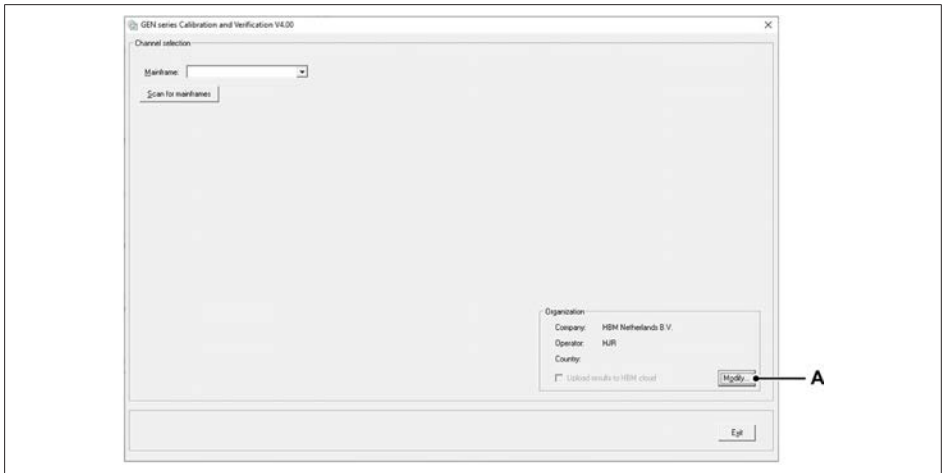 GEN series Calibration and Verification V4.00
Channel selection
Mainframe:
Scan for mainframes
Organization
Company: HBM Netherlands B.V.
Operator: HJR
Country:
Upload results to HBM cloud
Modify...
A
Exit